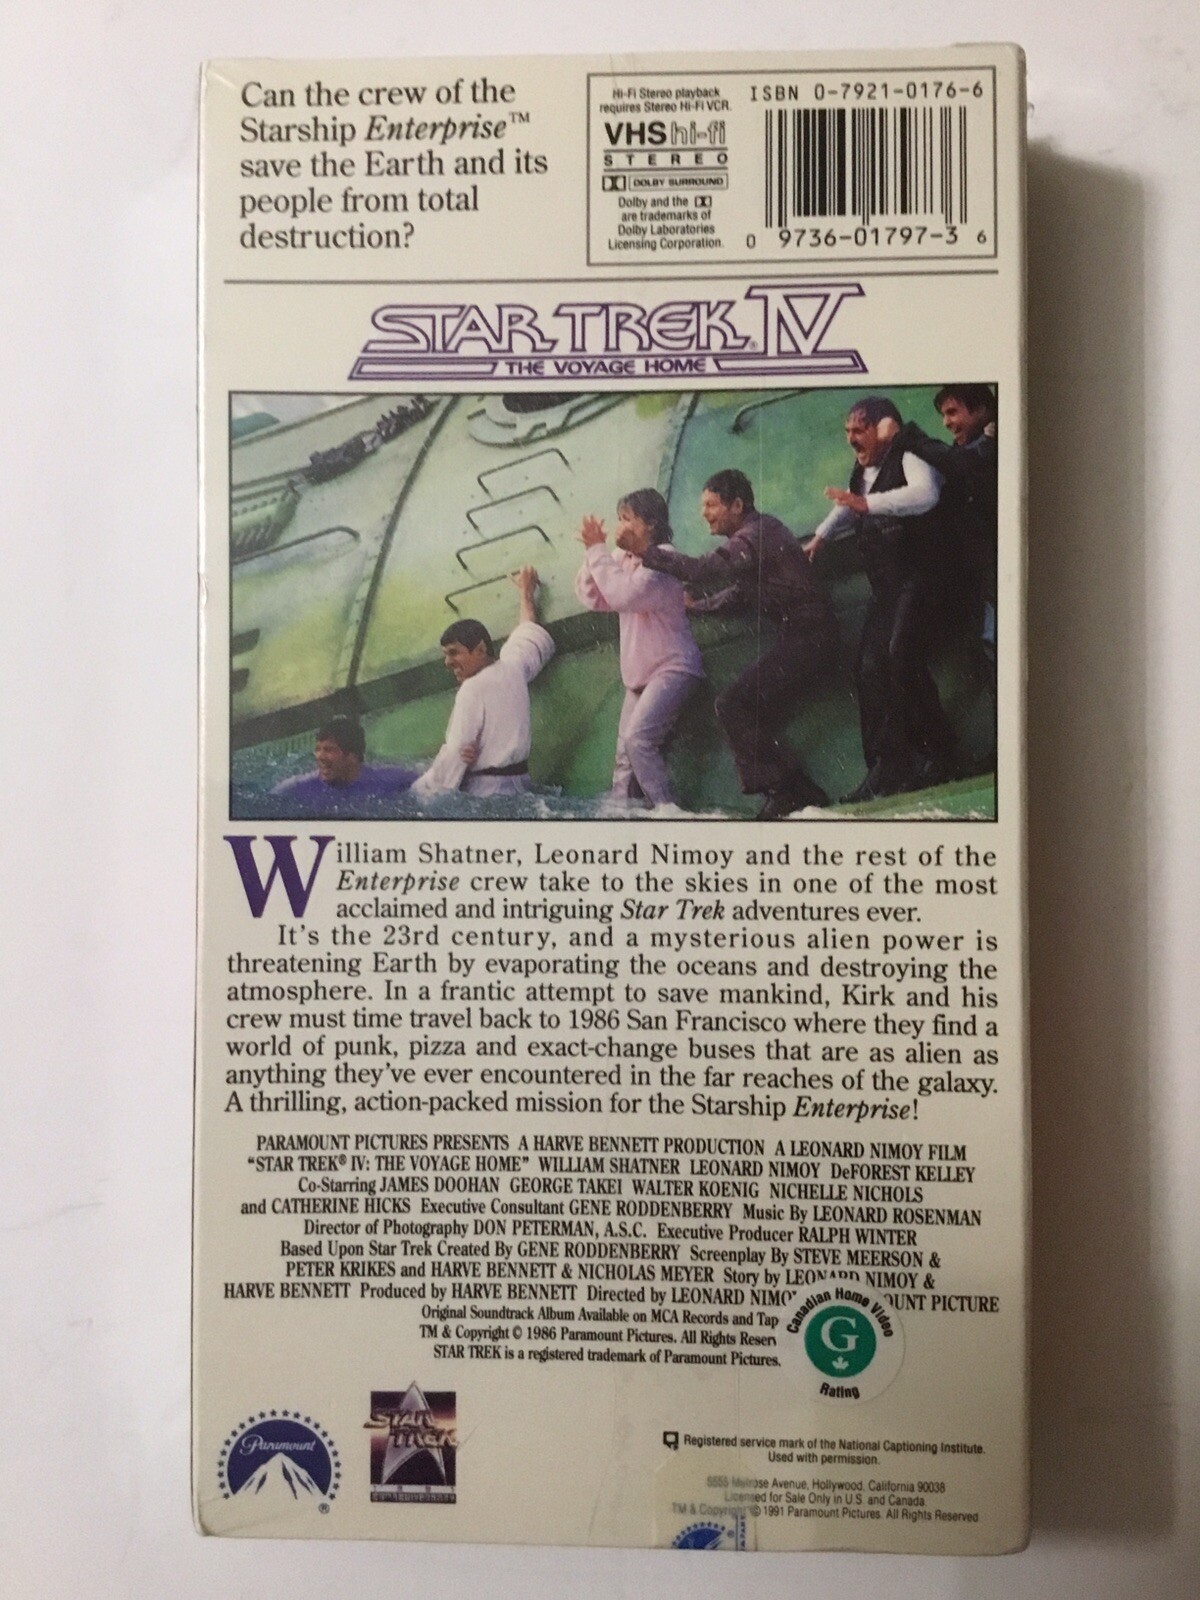 Can the crew of the
Starship Enterprise™
save the Earth and its
people from total
destruction?
Hi-Fi Stereo playback
requires Stereo Hi-Fi VCR.
VHS hi-fi
STEREO
DOLBY SURROUND
Dolby and the
are trademarks of
Dolby Laboratories
Licensing Corporation.
ISBN 0-7921-0176-6
0 9736-01797-3 6
STAR TREK® IV
THE VOYAGE HOME
William Shatner, Leonard Nimoy and the rest of the
Enterprise crew take to the skies in one of the most
acclaimed and intriguing Star Trek adventures ever.
It's the 23rd century, and a mysterious alien power is
threatening Earth by evaporating the oceans and destroying the
atmosphere. In a frantic attempt to save mankind, Kirk and his
crew must time travel back to 1986 San Francisco where they find a
world of punk, pizza and exact-change buses that are as alien as
anything they've ever encountered in the far reaches of the galaxy.
A thrilling, action-packed mission for the Starship Enterprise!
PARAMOUNT PICTURES PRESENTS A HARVE BENNETT PRODUCTION A LEONARD NIMOY FILM
"STAR TREK® IV: THE VOYAGE HOME" WILLIAM SHATNER LEONARD NIMOY DeFOREST KELLEY
Co-Starring JAMES DOOHAN GEORGE TAKEI WALTER KOENIG NICHELLE NICHOLS
and CATHERINE HICKS Executive Consultant GENE RODDENBERRY Music By LEONARD ROSENMAN
Director of Photography DON PETERMAN, A.S.C. Executive Producer RALPH WINTER
Based Upon Star Trek Created By GENE RODDENBERRY Screenplay By STEVE MEERSON &
PETER KRIKES and HARVE BENNETT & NICHOLAS MEYER Story by LEONARD NIMOY &
HARVE BENNETT Produced by HARVE BENNETT Directed by LEONARD NIMO OUNT PICTURE
Original Soundtrack Album Available on MCA Records and Tap
TM & Copyright © 1986 Paramount Pictures. All Rights Reser
STAR TREK is a registered trademark of Paramount Pictures.
Canadian Home Video
G
Rating
Paramount
®
STAR
TREK
Registered service mark of the National Captioning Institute.
Used with permission.
5555 Melrose Avenue, Hollywood, California 90038
Licensed for Sale Only in U.S. and Canada
TM & Copyright © 1991 Paramount Pictures. All Rights Reserved